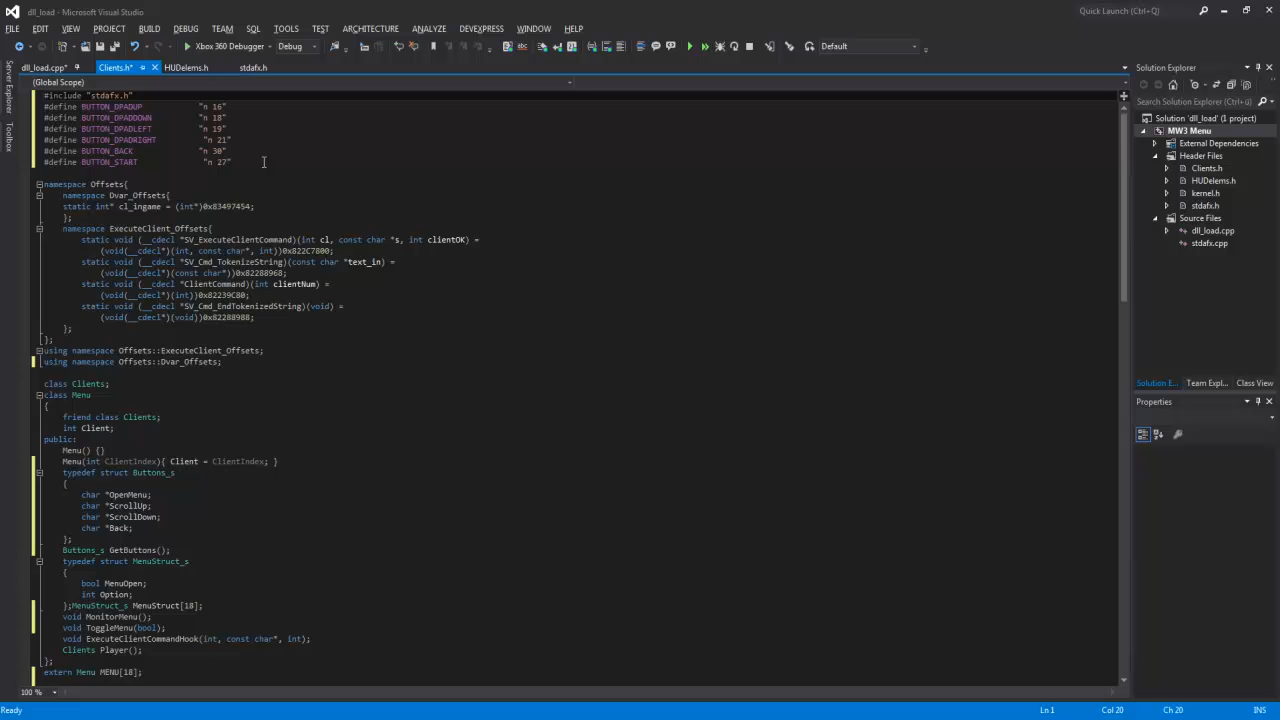 dll_load - Microsoft Visual Studio
Quick Launch (Ctrl+Q)
FILE EDIT VIEW PROJECT BUILD DEBUG TEAM SQL TOOLS TEST ARCHITECTURE ANALYZE DEVEXPRESS WINDOW HELP
Xbox 360 Debugger Debug Default
dll_load.cpp* Clients.h* HUDelems.h stdafx.h
Solution Explorer
Server Explorer
Toolbox
(Global Scope)
#include "stdafx.h"
#define BUTTON_DPADUP "n 16"
#define BUTTON_DPADDOWN "n 18"
#define BUTTON_DPADLEFT "n 19"
#define BUTTON_DPADRIGHT "n 21"
#define BUTTON_BACK "n 30"
#define BUTTON_START "n 27"
namespace Offsets{
namespace Dvar_Offsets{
static int* cl_ingame = (int*)0x83497454;
};
namespace ExecuteClient_Offsets{
static void (__cdecl *SV_ExecuteClientCommand)(int cl, const char *s, int clientOK) =
(void(__cdecl*)(int, const char*, int))0x822C7800;
static void (__cdecl *SV_Cmd_TokenizeString)(const char *text_in) =
(void(__cdecl*)(const char*))0x82288968;
static void (__cdecl *ClientCommand)(int clientNum) =
(void(__cdecl*)(int))0x82239C80;
static void (__cdecl *SV_Cmd_EndTokenizedString)(void) =
(void(__cdecl*)(void))0x82288988;
};
};
using namespace Offsets::ExecuteClient_Offsets;
using namespace Offsets::Dvar_Offsets;
class Clients;
class Menu
{
friend class Clients;
int Client;
public:
Menu() {}
Menu(int ClientIndex){ Client = ClientIndex; }
typedef struct Buttons_s
{
char *OpenMenu;
char *ScrollUp;
char *ScrollDown;
char *Back;
};
Buttons_s GetButtons();
typedef struct MenuStruct_s
{
bool MenuOpen;
int Option;
};MenuStruct_s MenuStruct[18];
void MonitorMenu();
void ToggleMenu(bool);
void ExecuteClientCommandHook(int, const char*, int);
Clients Player();
};
extern Menu MENU[18];
100 %
Search Solution Explorer (Ctrl+ü)
Solution 'dll_load' (1 project)
MW3 Menu
External Dependencies
Header Files
Clients.h
HUDelems.h
kernel.h
stdafx.h
Source Files
dll_load.cpp
stdafx.cpp
Solution E... Team Expl... Class View
Properties
Ready Ln 1 Col 20 Ch 20 INS